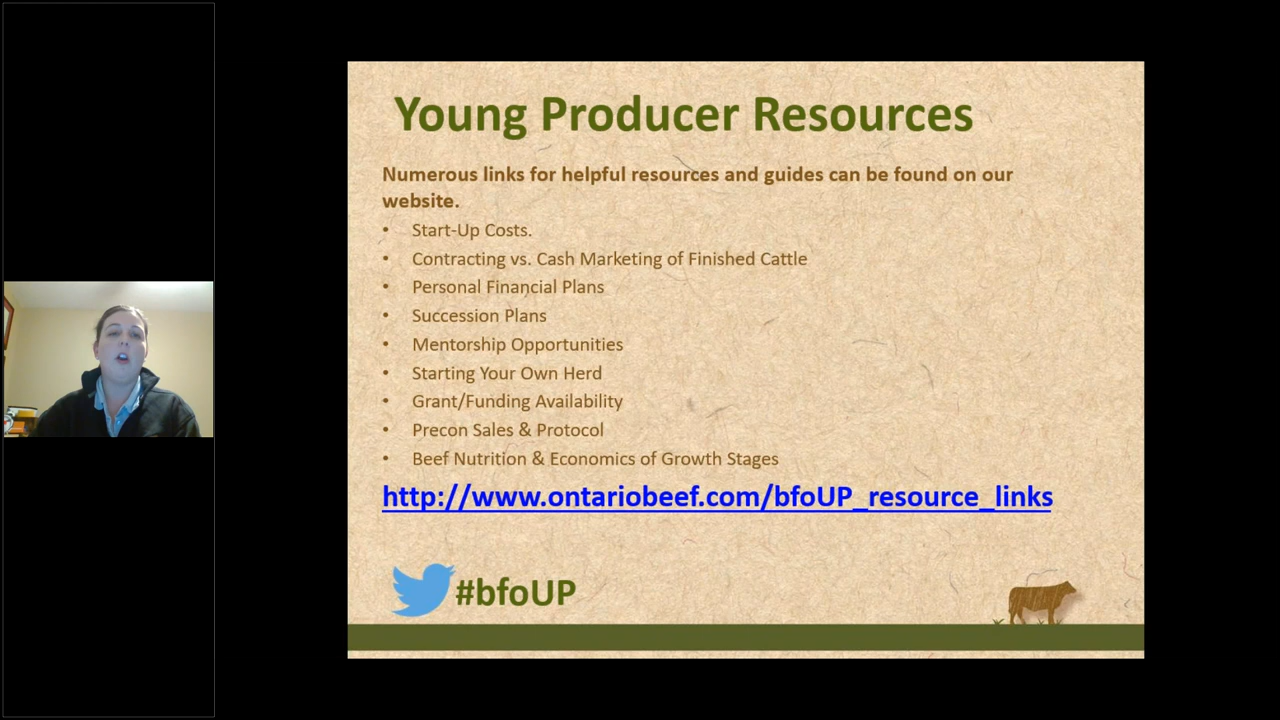 Young Producer Resources
Numerous links for helpful resources and guides can be found on our
website.
• Start-Up Costs.
• Contracting vs. Cash Marketing of Finished Cattle
• Personal Financial Plans
• Succession Plans
• Mentorship Opportunities
• Starting Your Own Herd
• Grant/Funding Availability
• Precon Sales & Protocol
• Beef Nutrition & Economics of Growth Stages
http://www.ontariobeef.com/bfoUP_resource_links
#bfoUP